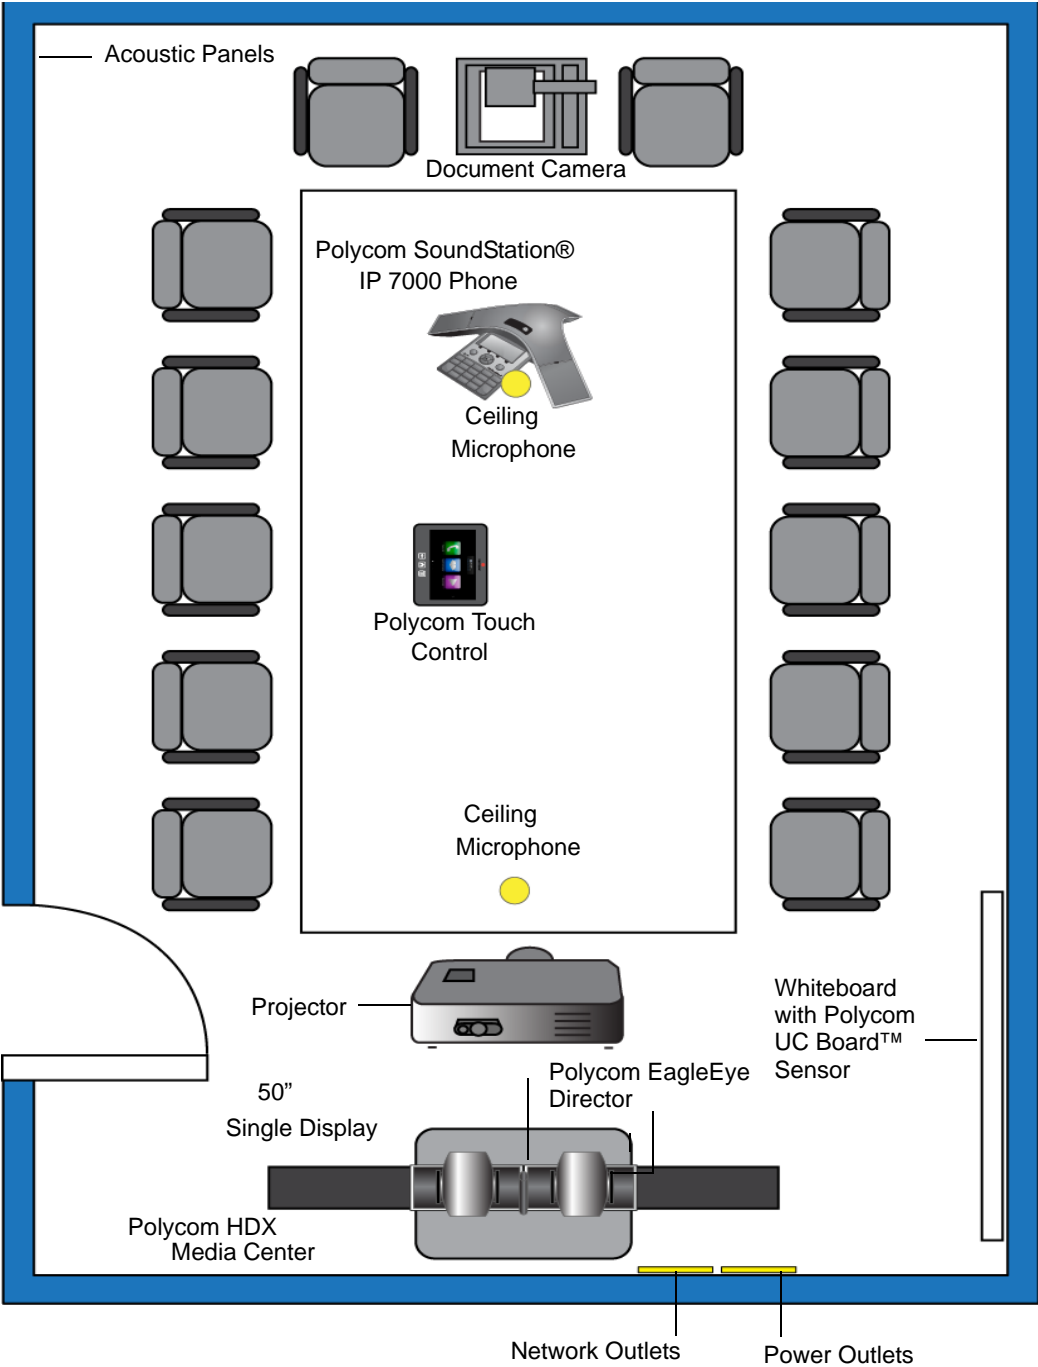 Acoustic Panels
Document Camera
Polycom SoundStation®
IP 7000 Phone
Ceiling
Microphone
Polycom Touch
Control
Ceiling
Microphone
Projector
Whiteboard
with Polycom
UC Board™
Sensor
Polycom EagleEye
Director
50”
Single Display
Polycom HDX
Media Center
Network Outlets
Power Outlets